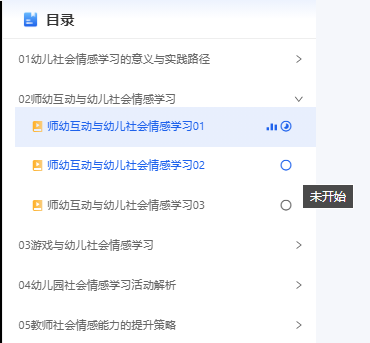 目录
01幼儿社会情感学习的意义与实践路径
02师幼互动与幼儿社会情感学习
师幼互动与幼儿社会情感学习01
师幼互动与幼儿社会情感学习02
未开始
师幼互动与幼儿社会情感学习03
03游戏与幼儿社会情感学习
04幼儿园社会情感学习活动解析
05教师社会情感能力的提升策略